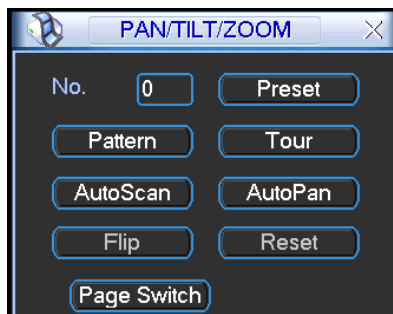 PAN/TILT/ZOOM
No. 0 Preset
Pattern Tour
AutoScan AutoPan
Flip Reset
Page Switch